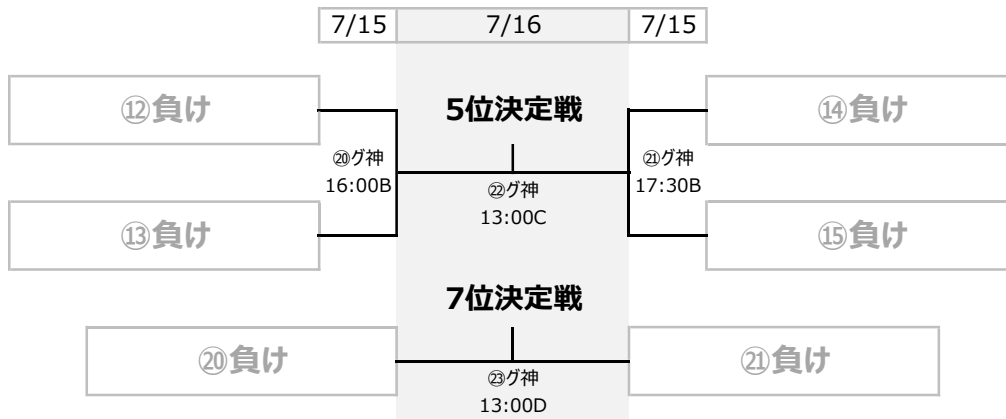 7/15 7/16 7/15
⑫負け 5位決定戦 ⑭負け
⑳グ神 ㉑グ神
16:00B 17:30B
㉒グ神
13:00C
⑬負け ⑮負け
7位決定戦
⑳負け ㉑負け
㉓グ神
13:00D